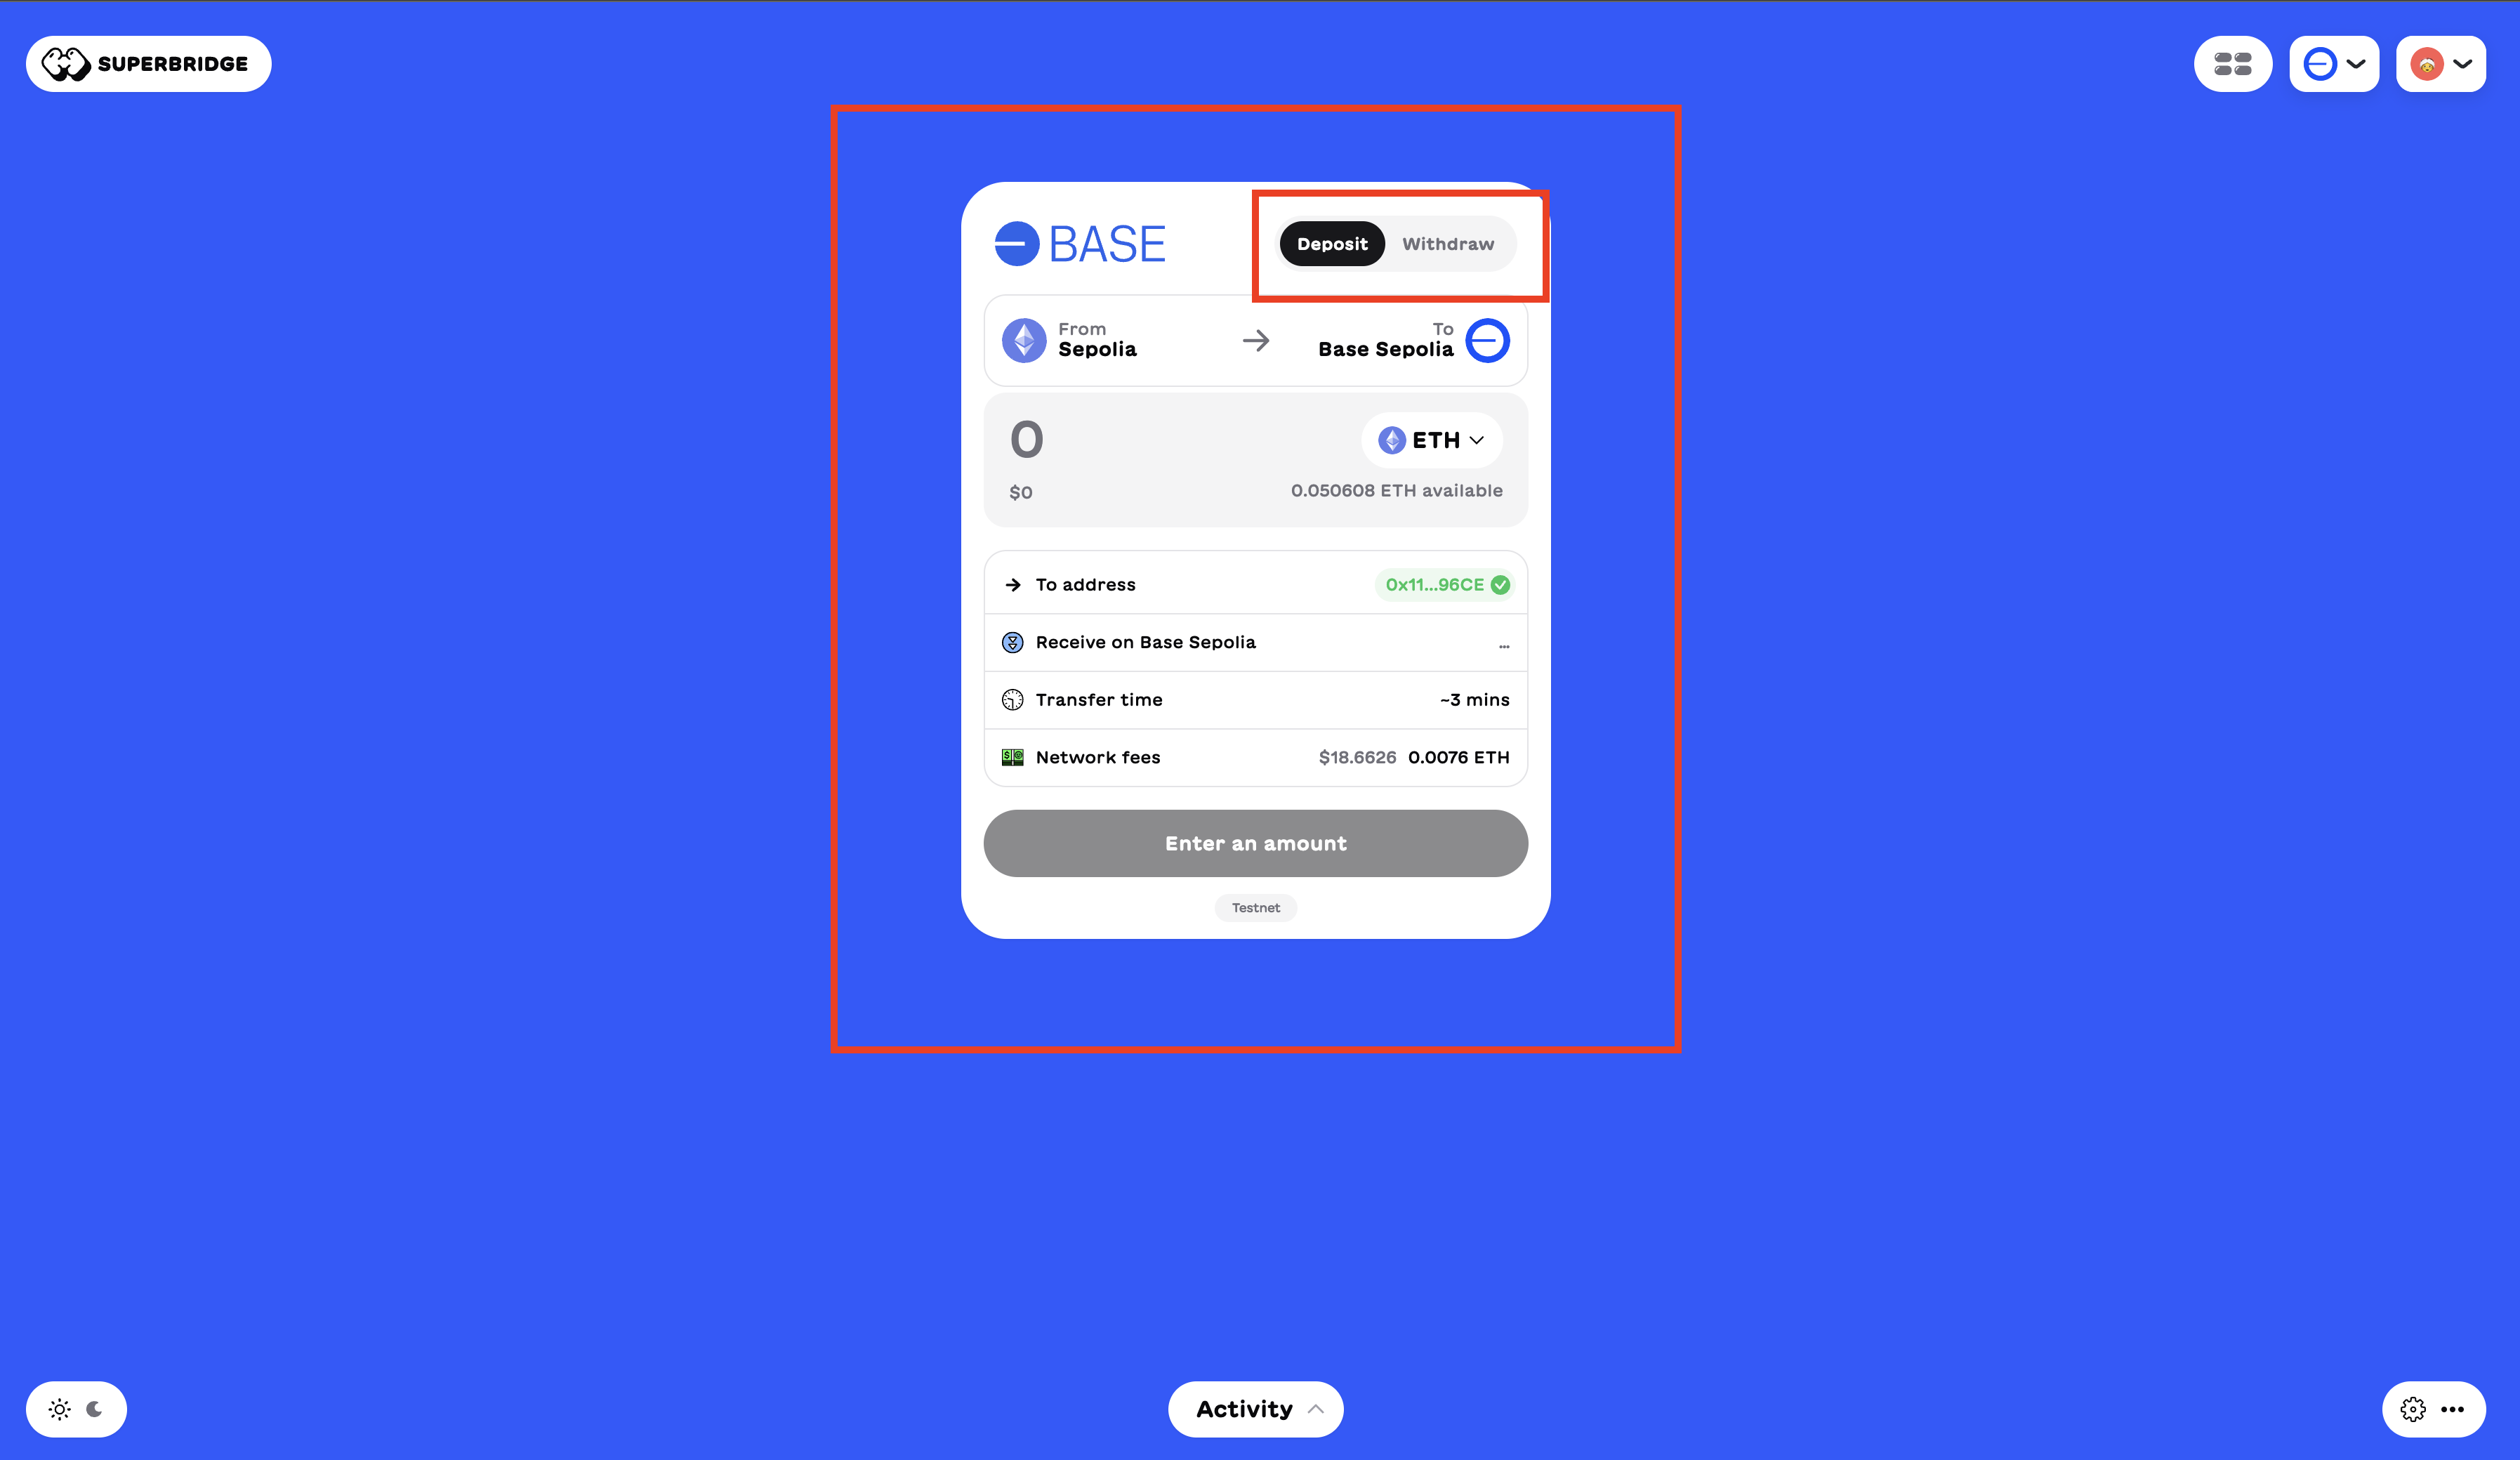 SUPERBRIDGE
BASE
Deposit Withdraw
From
Sepolia
To
Base Sepolia
0
ETH
$0
0.050608 ETH available
To address
0x11...96CE
Receive on Base Sepolia
...
Transfer time
~3 mins
Network fees
$18.6626 0.0076 ETH
Enter an amount
Testnet
Activity